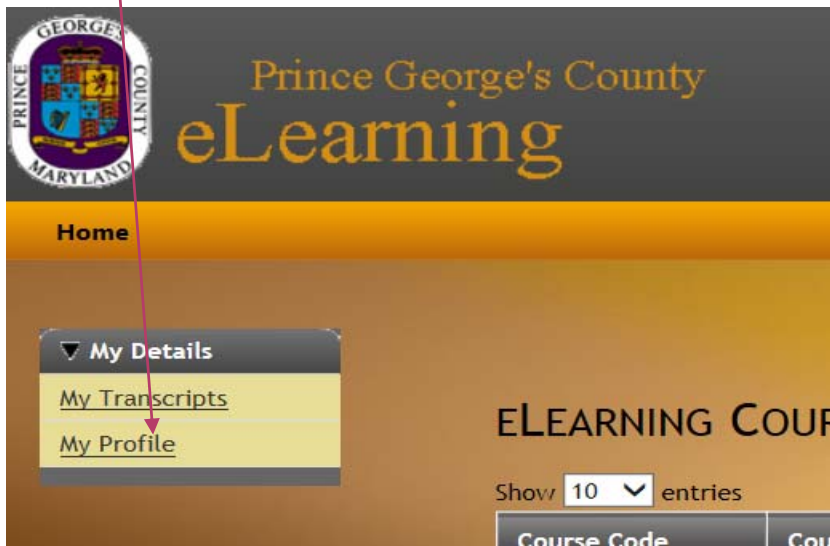 GEORGE'S
PRINCE
COUNTY
MARYLAND
Prince George's County
eLearning
Home
▼ My Details
My Transcripts
My Profile
ELEARNING COUR
Show 10 entries
Course Code
Cou